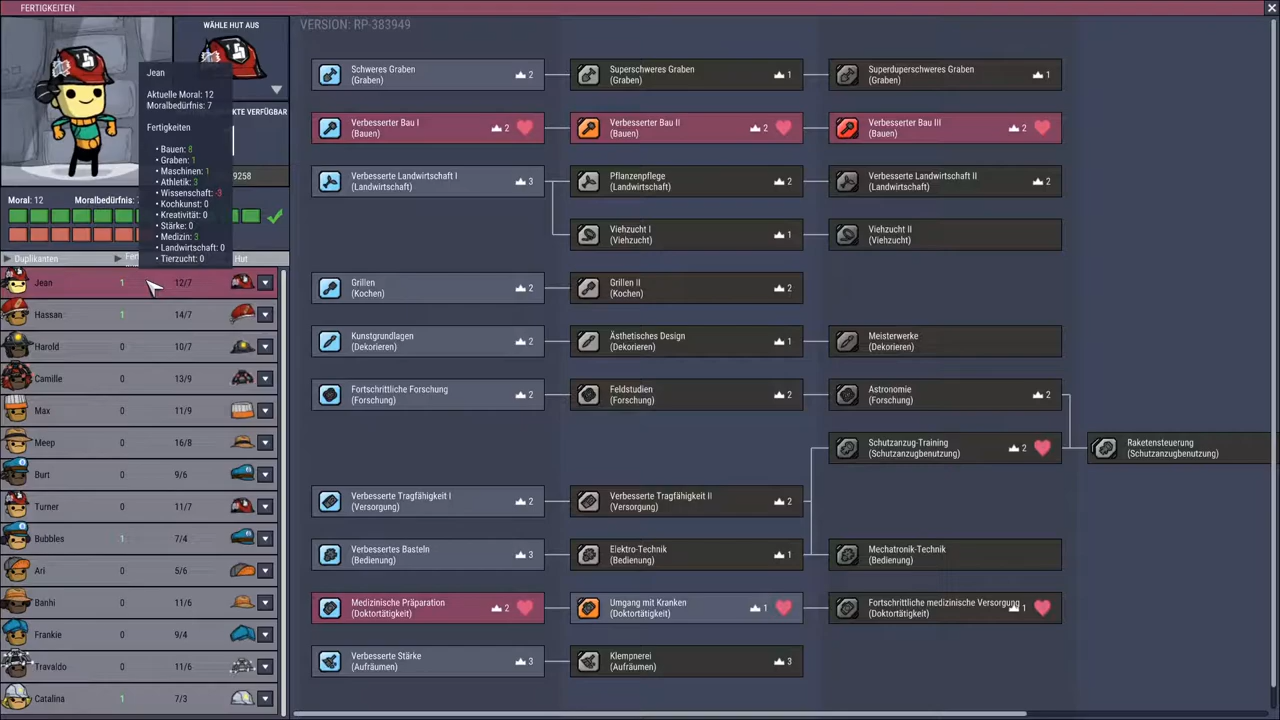 FERTIGKEITEN
WÄHLE HUT AUS
VERSION: RP-383949
Jean
Aktuelle Moral: 12
Moralbedürfnis: 7
Fertigkeiten
• Bauen: 8
• Graben: 1
• Maschinen: 1
• Athletik: 3
• Wissenschaft: -3
• Kochkunst: 0
• Kreativität: 0
• Stärke: 0
• Medizin: 3
• Landwirtschaft: 0
• Tierzucht: 0
KTE VERFÜGBAR
9258
Moral: 12
Moralbedürfnis:
Duplikanten
Hut
Jean 1 12/7
Hassan 1 14/7
Harold 0 10/7
Camille 0 13/9
Max 0 11/9
Meep 0 16/8
Burt 0 9/6
Turner 0 11/7
Bubbles 1 7/4
Ari 0 5/6
Banhi 0 11/6
Frankie 0 9/4
Travaldo 0 11/6
Catalina 1 7/3
Schweres Graben
(Graben)
2
Superschweres Graben
(Graben)
1
Superduperschweres Graben
(Graben)
1
Verbesserter Bau I
(Bauen)
2
Verbesserter Bau II
(Bauen)
2
Verbesserter Bau III
(Bauen)
2
Verbesserte Landwirtschaft I
(Landwirtschaft)
3
Pflanzenpflege
(Landwirtschaft)
2
Verbesserte Landwirtschaft II
(Landwirtschaft)
2
Viehzucht I
(Viehzucht)
1
Viehzucht II
(Viehzucht)
Grillen
(Kochen)
2
Grillen II
(Kochen)
2
Kunstgrundlagen
(Dekorieren)
2
Ästhetisches Design
(Dekorieren)
1
Meisterwerke
(Dekorieren)
Fortschrittliche Forschung
(Forschung)
2
Feldstudien
(Forschung)
2
Astronomie
(Forschung)
2
Schutzanzug-Training
(Schutzanzugbenutzung)
2
Raketensteuerung
(Schutzanzugbenutzung)
Verbesserte Tragfähigkeit I
(Versorgung)
2
Verbesserte Tragfähigkeit II
(Versorgung)
2
Verbessertes Basteln
(Bedienung)
3
Elektro-Technik
(Bedienung)
1
Mechatronik-Technik
(Bedienung)
Medizinische Präparation
(Doktortätigkeit)
2
Umgang mit Kranken
(Doktortätigkeit)
1
Fortschrittliche medizinische Versorgung
(Doktortätigkeit)
1
Verbesserte Stärke
(Aufräumen)
3
Klempnerei
(Aufräumen)
3